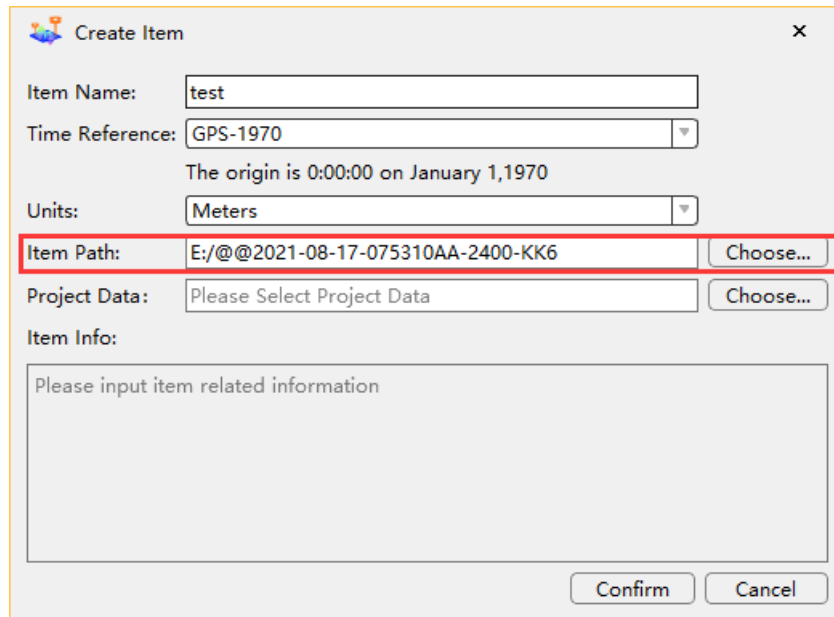 Create Item
Item Name: test
Time Reference: GPS-1970
The origin is 0:00:00 on January 1,1970
Units: Meters
Item Path: E:/@@2021-08-17-075310AA-2400-KK6 Choose...
Project Data: Please Select Project Data Choose...
Item Info:
Please input item related information
Confirm Cancel